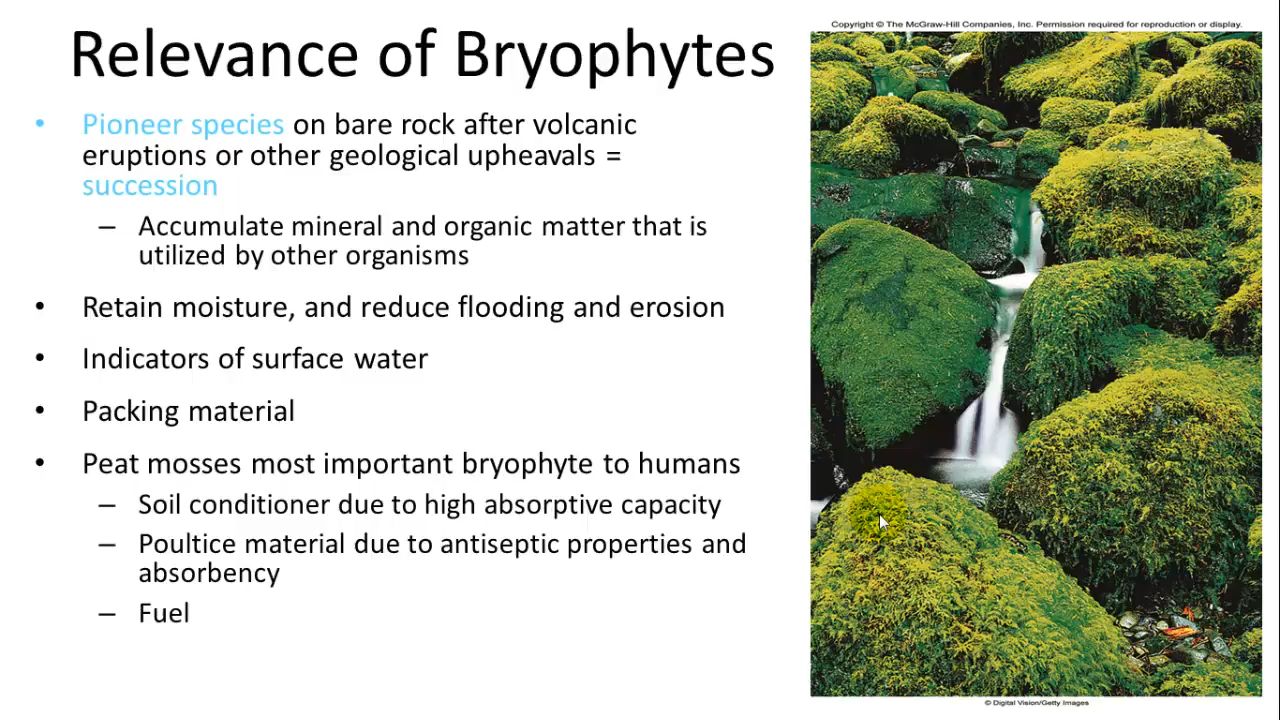 Copyright © The McGraw-Hill Companies, Inc. Permission required for reproduction or display.
Relevance of Bryophytes
• Pioneer species on bare rock after volcanic
eruptions or other geological upheavals =
succession
– Accumulate mineral and organic matter that is
utilized by other organisms
• Retain moisture, and reduce flooding and erosion
• Indicators of surface water
• Packing material
• Peat mosses most important bryophyte to humans
– Soil conditioner due to high absorptive capacity
– Poultice material due to antiseptic properties and
absorbency
– Fuel
© Digital Vision/Getty Images